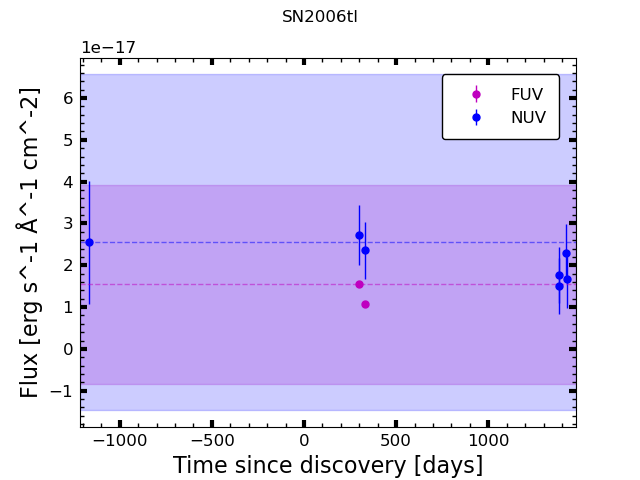 SN2006tl
1e−17
Flux [erg s^-1 Å^-1 cm^-2]
6
5
4
3
2
1
0
−1
FUV
NUV
−1000
−500
0
500
1000
Time since discovery [days]